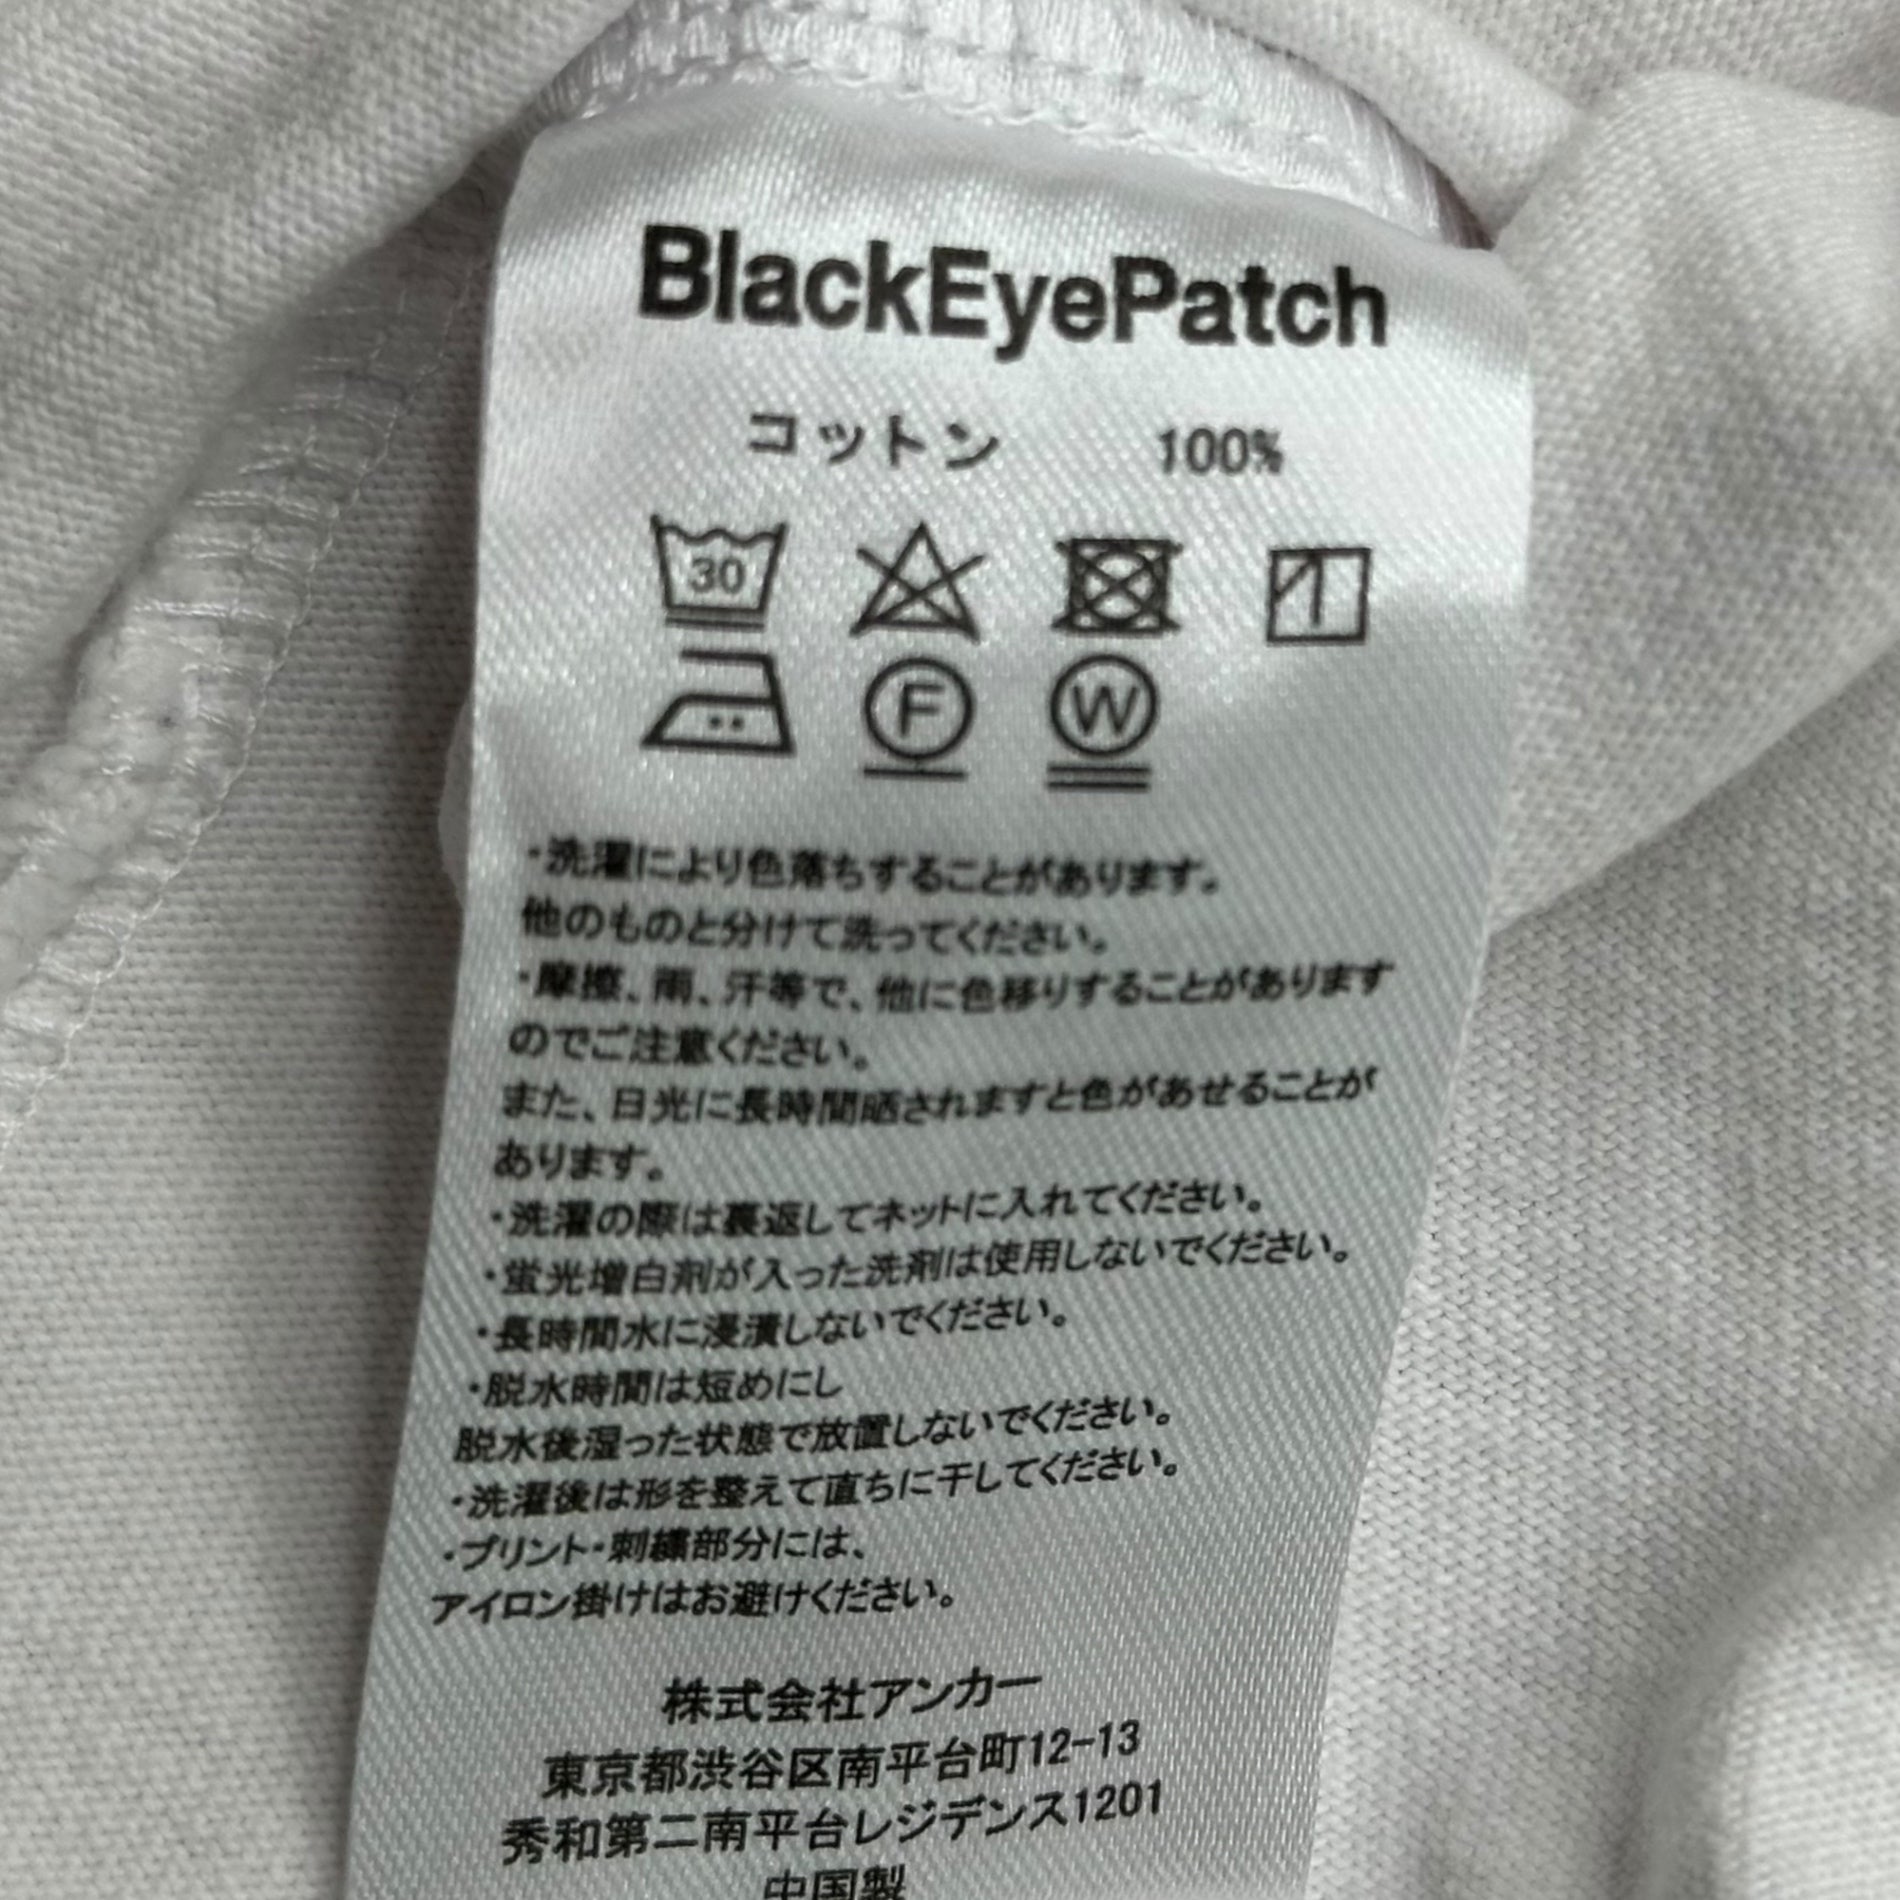 BlackEyePatch
コットン 100%
30
F W
・洗濯により色落ちすることがあります。
他のものと分けて洗ってください。
・摩擦、雨、汗等で、他に色移りすることがあります
のでご注意ください。
また、日光に長時間晒されますと色があせることが
あります。
・洗濯の際は裏返してネットに入れてください。
・蛍光増白剤が入った洗剤は使用しないでください。
・長時間水に浸漬しないでください。
・脱水時間は短めにし
脱水後湿った状態で放置しないでください。
・洗濯後は形を整えて直ちに干してください。
・プリント・刺繍部分には、
アイロン掛けはお避けください。
株式会社アンカー
東京都渋谷区南平台町12-13
秀和第二南平台レジデンス1201
中国製